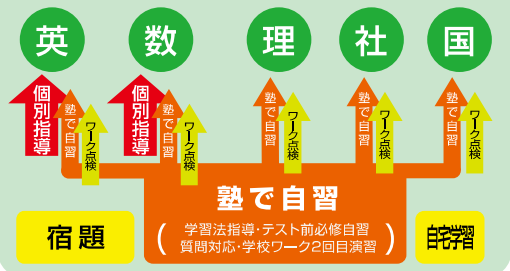 英 数 理 社 国
個別指導 塾で自習 ワーク点検
個別指導 塾で自習 ワーク点検
塾で自習 ワーク点検
塾で自習 ワーク点検
塾で自習 ワーク点検
塾で自習
(学習法指導・テスト前必修自習
質問対応・学校ワーク2回目演習)
宿題
自宅学習